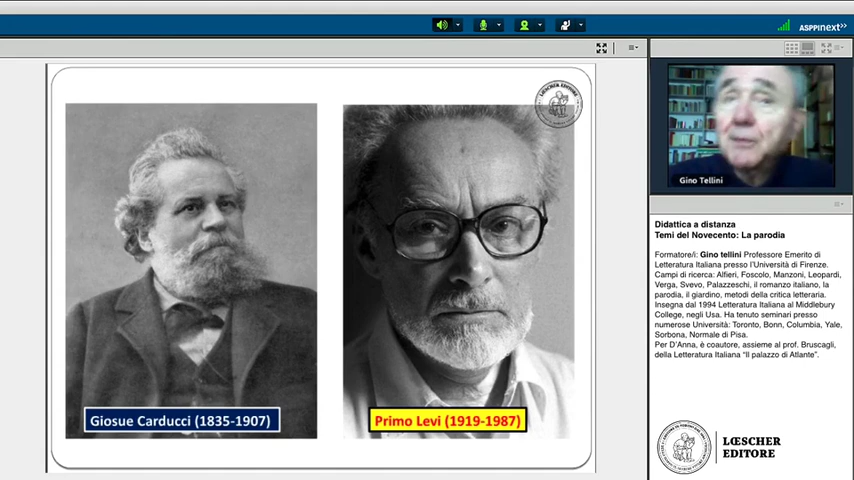 ASPPInext>>
LŒSCHER EDITORE
Giosue Carducci (1835-1907)
Primo Levi (1919-1987)
Gino Tellini
Didattica a distanza
Temi del Novecento: La parodia
Formatore/i: Gino tellini Professore Emerito di
Letteratura Italiana presso l'Università di Firenze.
Campi di ricerca: Alfieri, Foscolo, Manzoni, Leopardi,
Verga, Svevo, Palazzeschi, il romanzo italiano, la
parodia, il giardino, metodi della critica letteraria.
Insegna dal 1994 Letteratura Italiana al Middlebury
College, negli Usa. Ha tenuto seminari presso
numerose Università: Toronto, Bonn, Columbia, Yale,
Sorbona, Normale di Pisa.
Per D'Anna, è coautore, assieme al prof. Bruscagli,
della Letteratura Italiana "Il palazzo di Atlante".
LŒSCHER
EDITORE